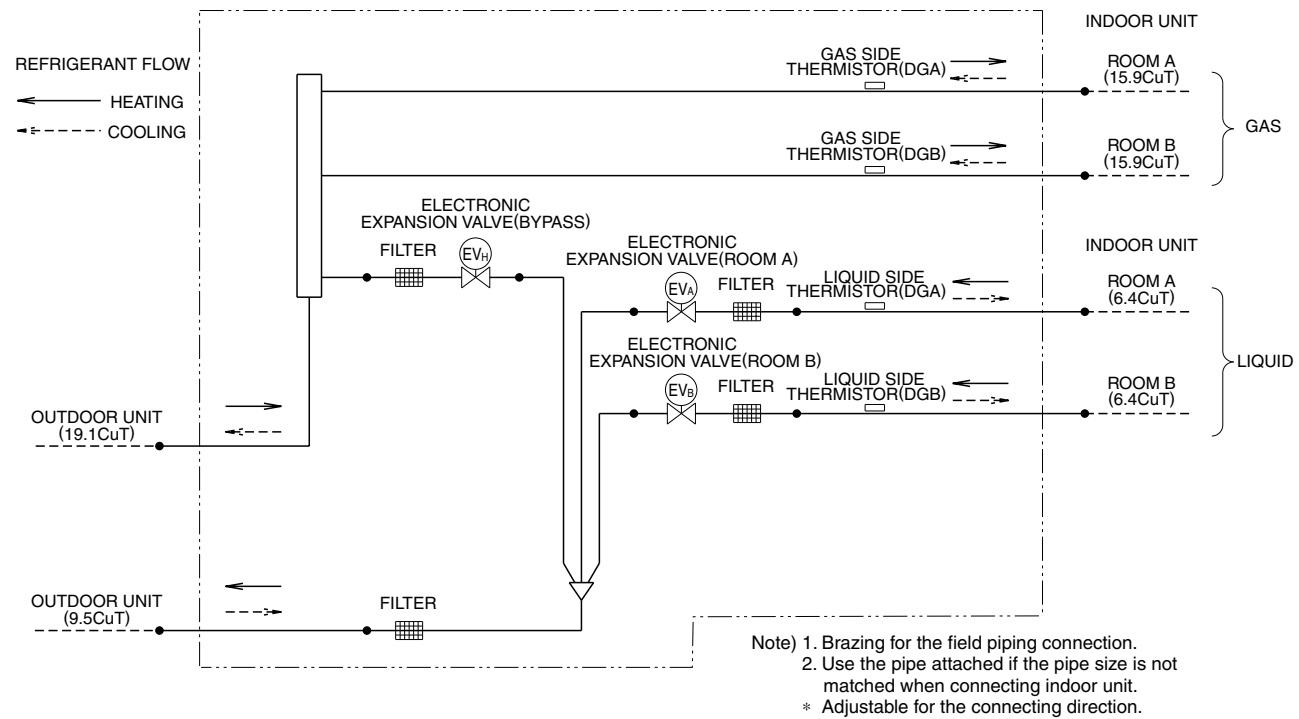 INDOOR UNIT
REFRIGERANT FLOW
HEATING
COOLING
GAS SIDE
THERMISTOR(DGA)
ROOM A
(15.9CuT)
GAS
GAS SIDE
THERMISTOR(DGB)
ROOM B
(15.9CuT)
ELECTRONIC
EXPANSION VALVE(BYPASS)
FILTER
EVH
INDOOR UNIT
ELECTRONIC
EXPANSION VALVE(ROOM A)
EVA
FILTER
LIQUID SIDE
THERMISTOR(DGA)
ROOM A
(6.4CuT)
LIQUID
ELECTRONIC
EXPANSION VALVE(ROOM B)
EVB
FILTER
LIQUID SIDE
THERMISTOR(DGB)
ROOM B
(6.4CuT)
OUTDOOR UNIT
(19.1CuT)
OUTDOOR UNIT
(9.5CuT)
FILTER
Note) 1. Brazing for the field piping connection.
2. Use the pipe attached if the pipe size is not
matched when connecting indoor unit.
* Adjustable for the connecting direction.